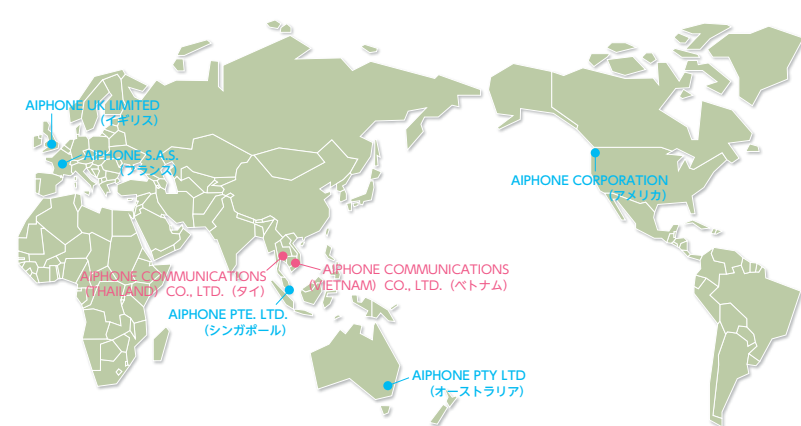 AIPHONE UK LIMITED
（イギリス）
AIPHONE S.A.S.
（フランス）
AIPHONE CORPORATION
（アメリカ）
AIPHONE COMMUNICATIONS
（THAILAND）CO., LTD.（タイ）
AIPHONE COMMUNICATIONS
（VIETNAM）CO., LTD.（ベトナム）
AIPHONE PTE. LTD.
（シンガポール）
AIPHONE PTY LTD
（オーストラリア）